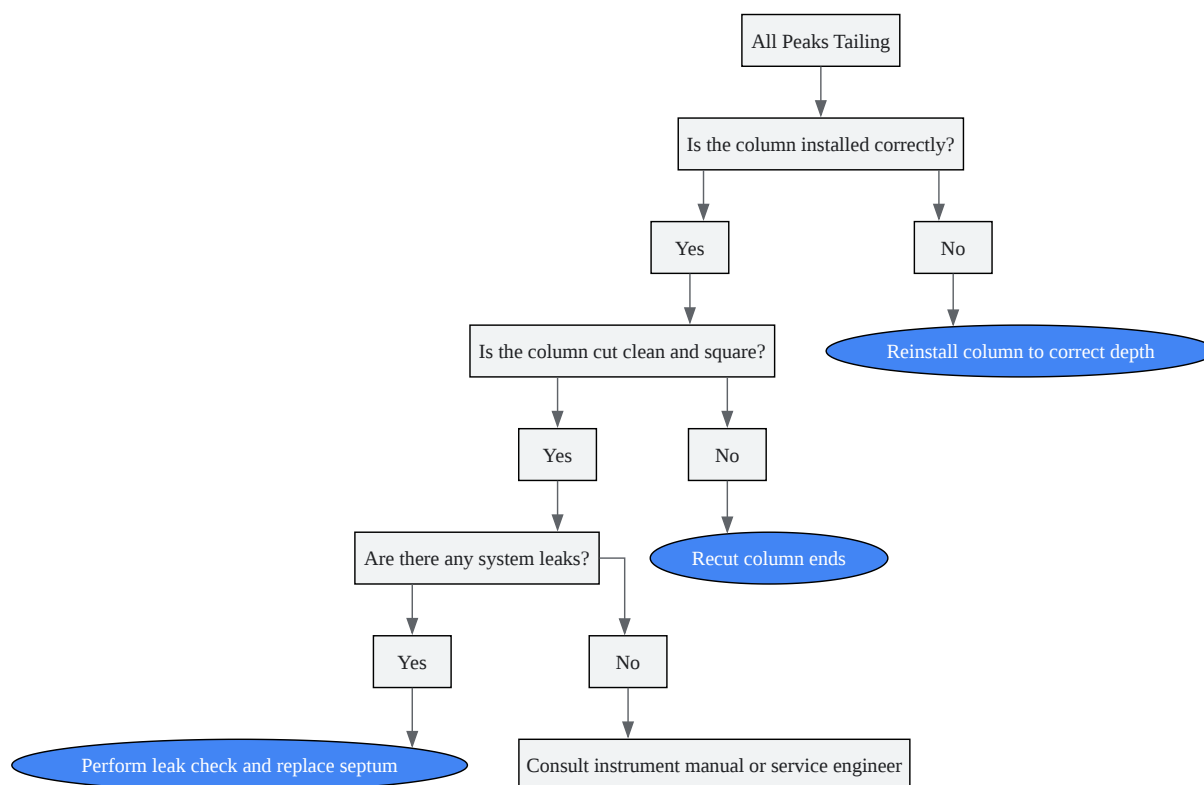 All Peaks Tailing
Is the column installed correctly?
Yes
No
Is the column cut clean and square?
Reinstall column to correct depth
Yes
No
Are there any system leaks?
Recut column ends
Yes
No
Perform leak check and replace septum
Consult instrument manual or service engineer